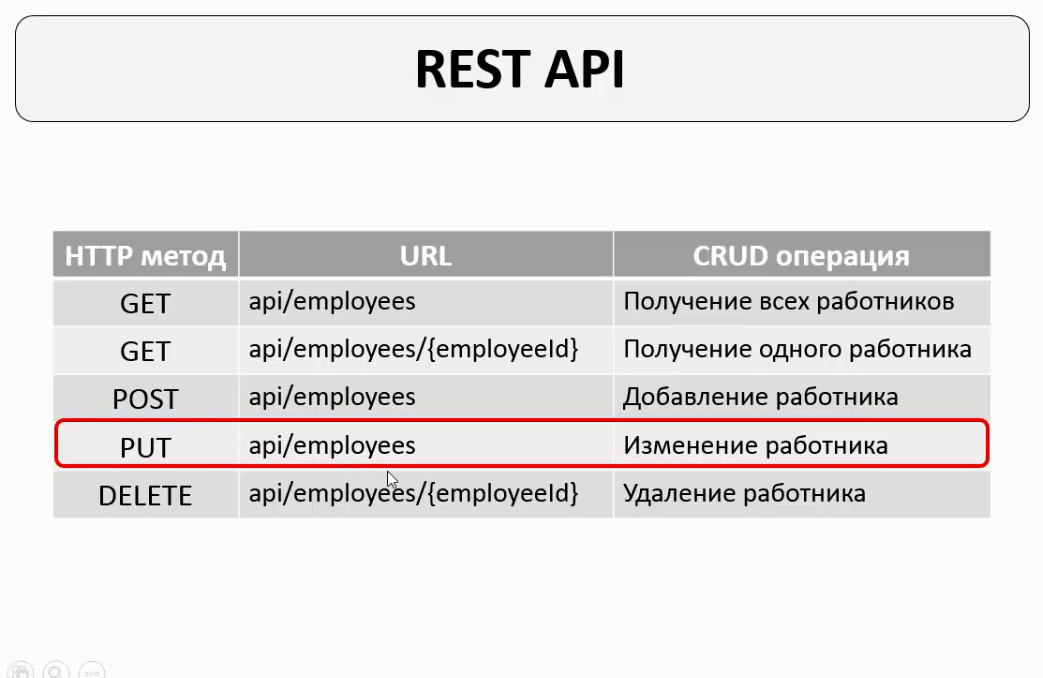 REST API
HTTP метод URL CRUD операция
GET api/employees Получение всех работников
GET api/employees/{employeeId} Получение одного работника
POST api/employees Добавление работника
PUT api/employees Изменение работника
DELETE api/employees/{employeeId} Удаление работника